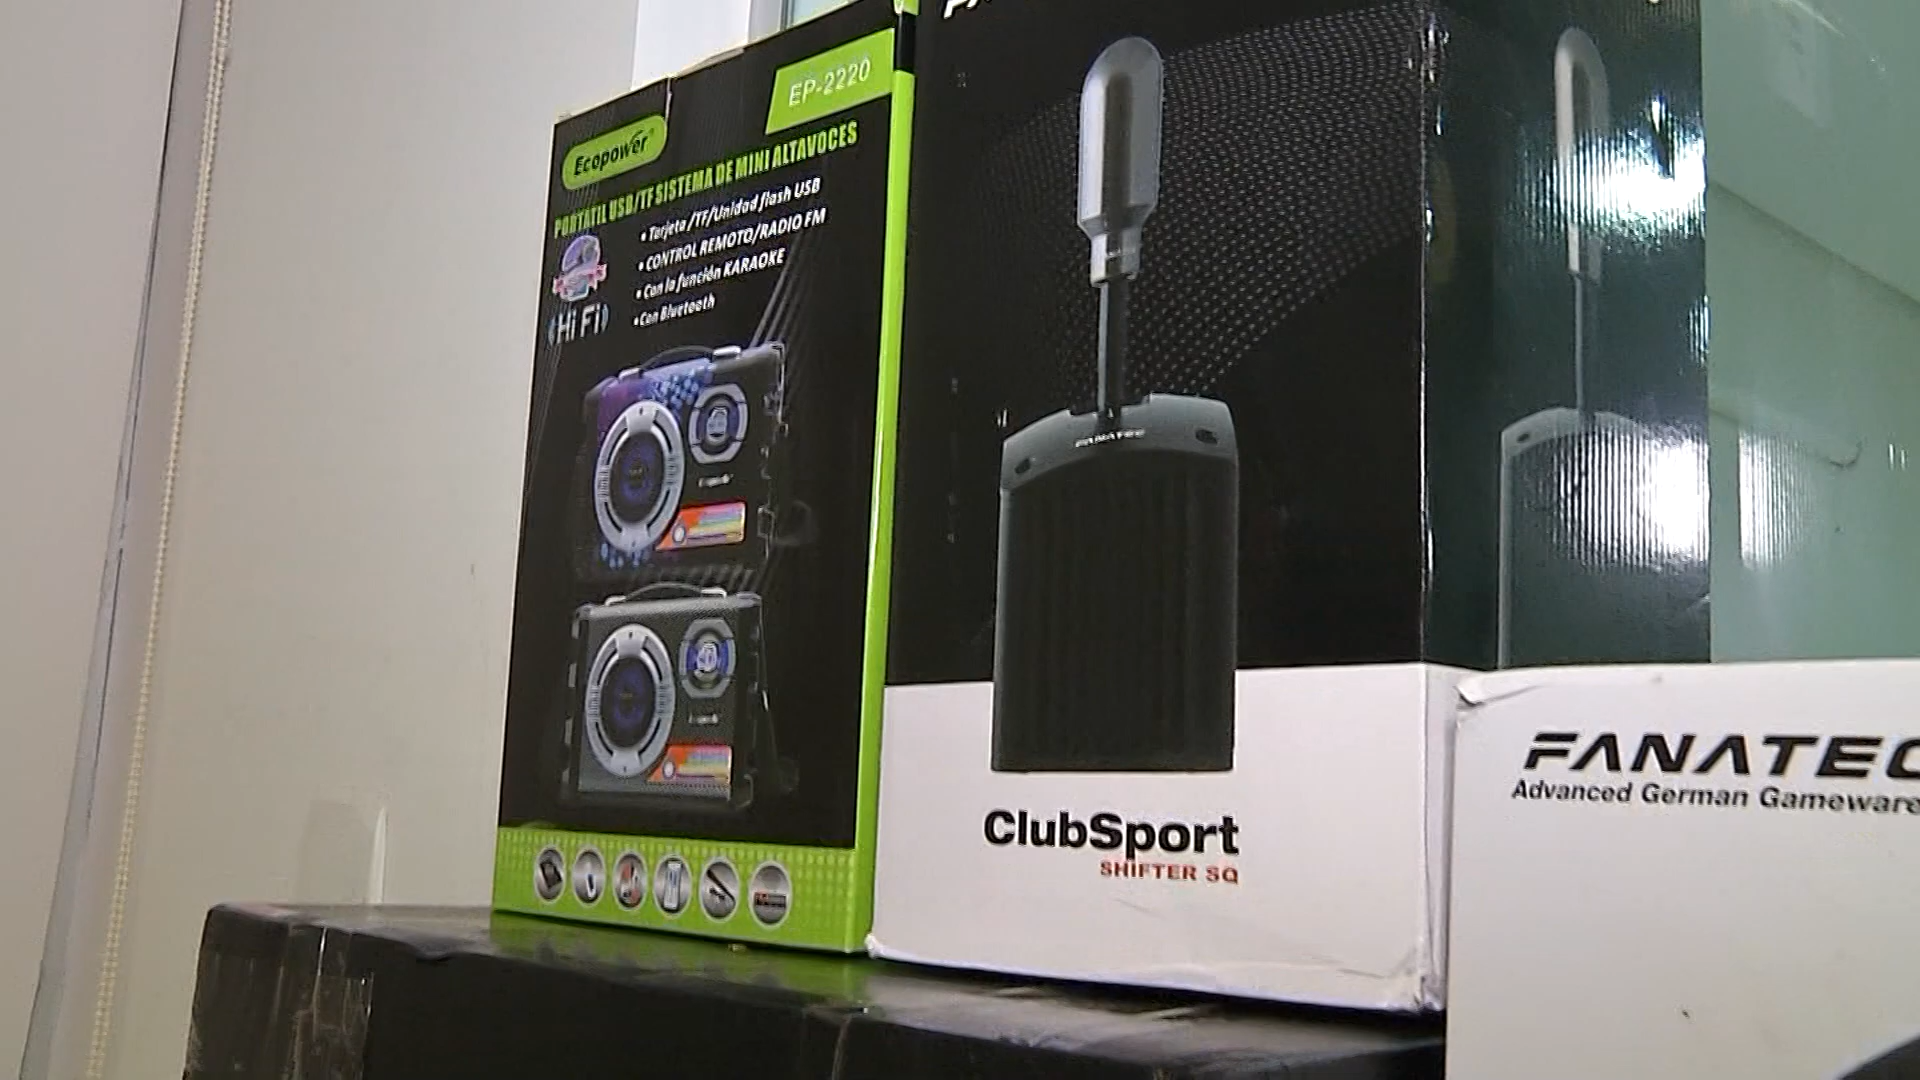 EP-2220
Ecopower
PORTATIL USB/TF SISTEMA DE MINI ALTAVOCES
• Tarjeta /TF/Unidad flash USB
• CONTROL REMOTO/RADIO FM
• Con la función KARAOKE
• Con Bluetooth
Hi Fi
FANATEC
ClubSport
SHIFTER SQ
FANATEC
Advanced German Gameware